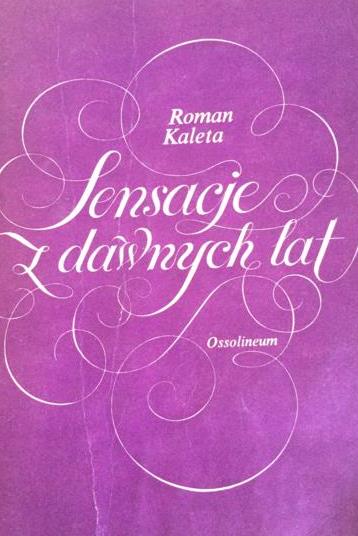 Roman
Kaleta
Sensacje
z dawnych lat
Ossolineum